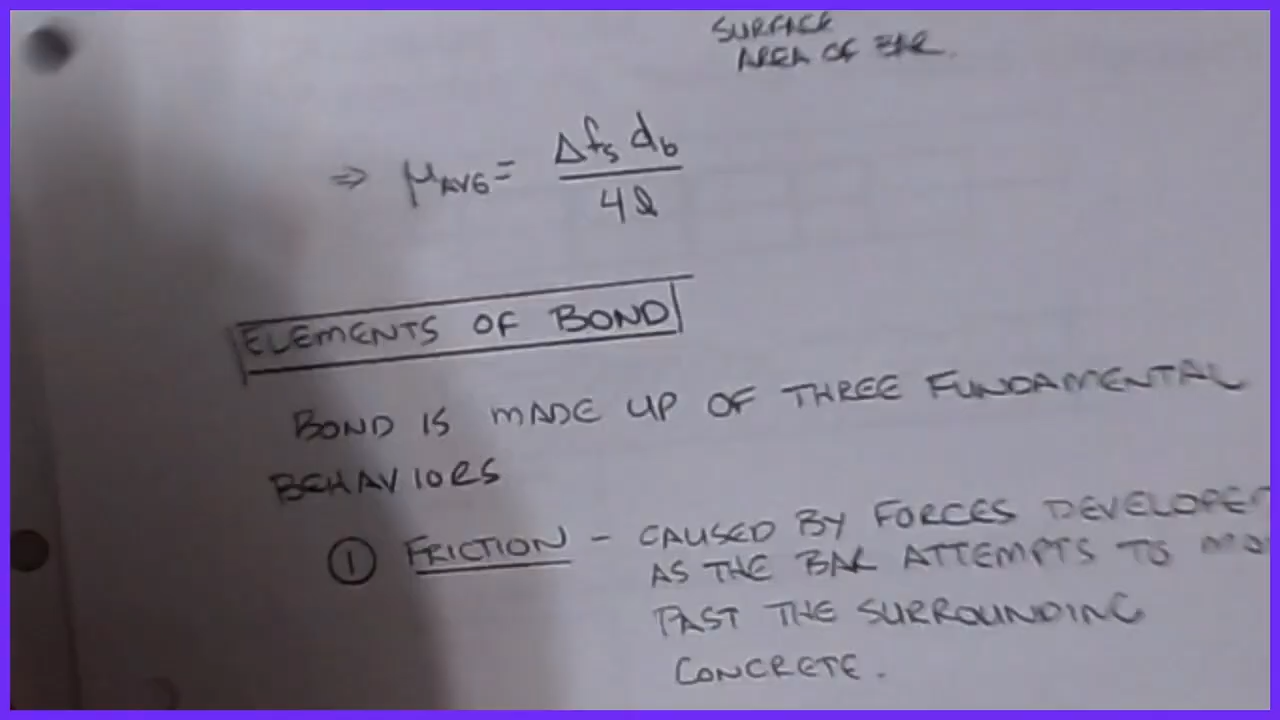 SURFACE
AREA OF BAR.
⇒ μAVG = Δfs db / 4l
ELEMENTS OF BOND
BOND IS MADE UP OF THREE FUNDAMENTAL
BEHAVIORS
① FRICTION - CAUSED BY FORCES DEVELOPED
AS THE BAR ATTEMPTS TO
PAST THE SURROUNDING
CONCRETE.